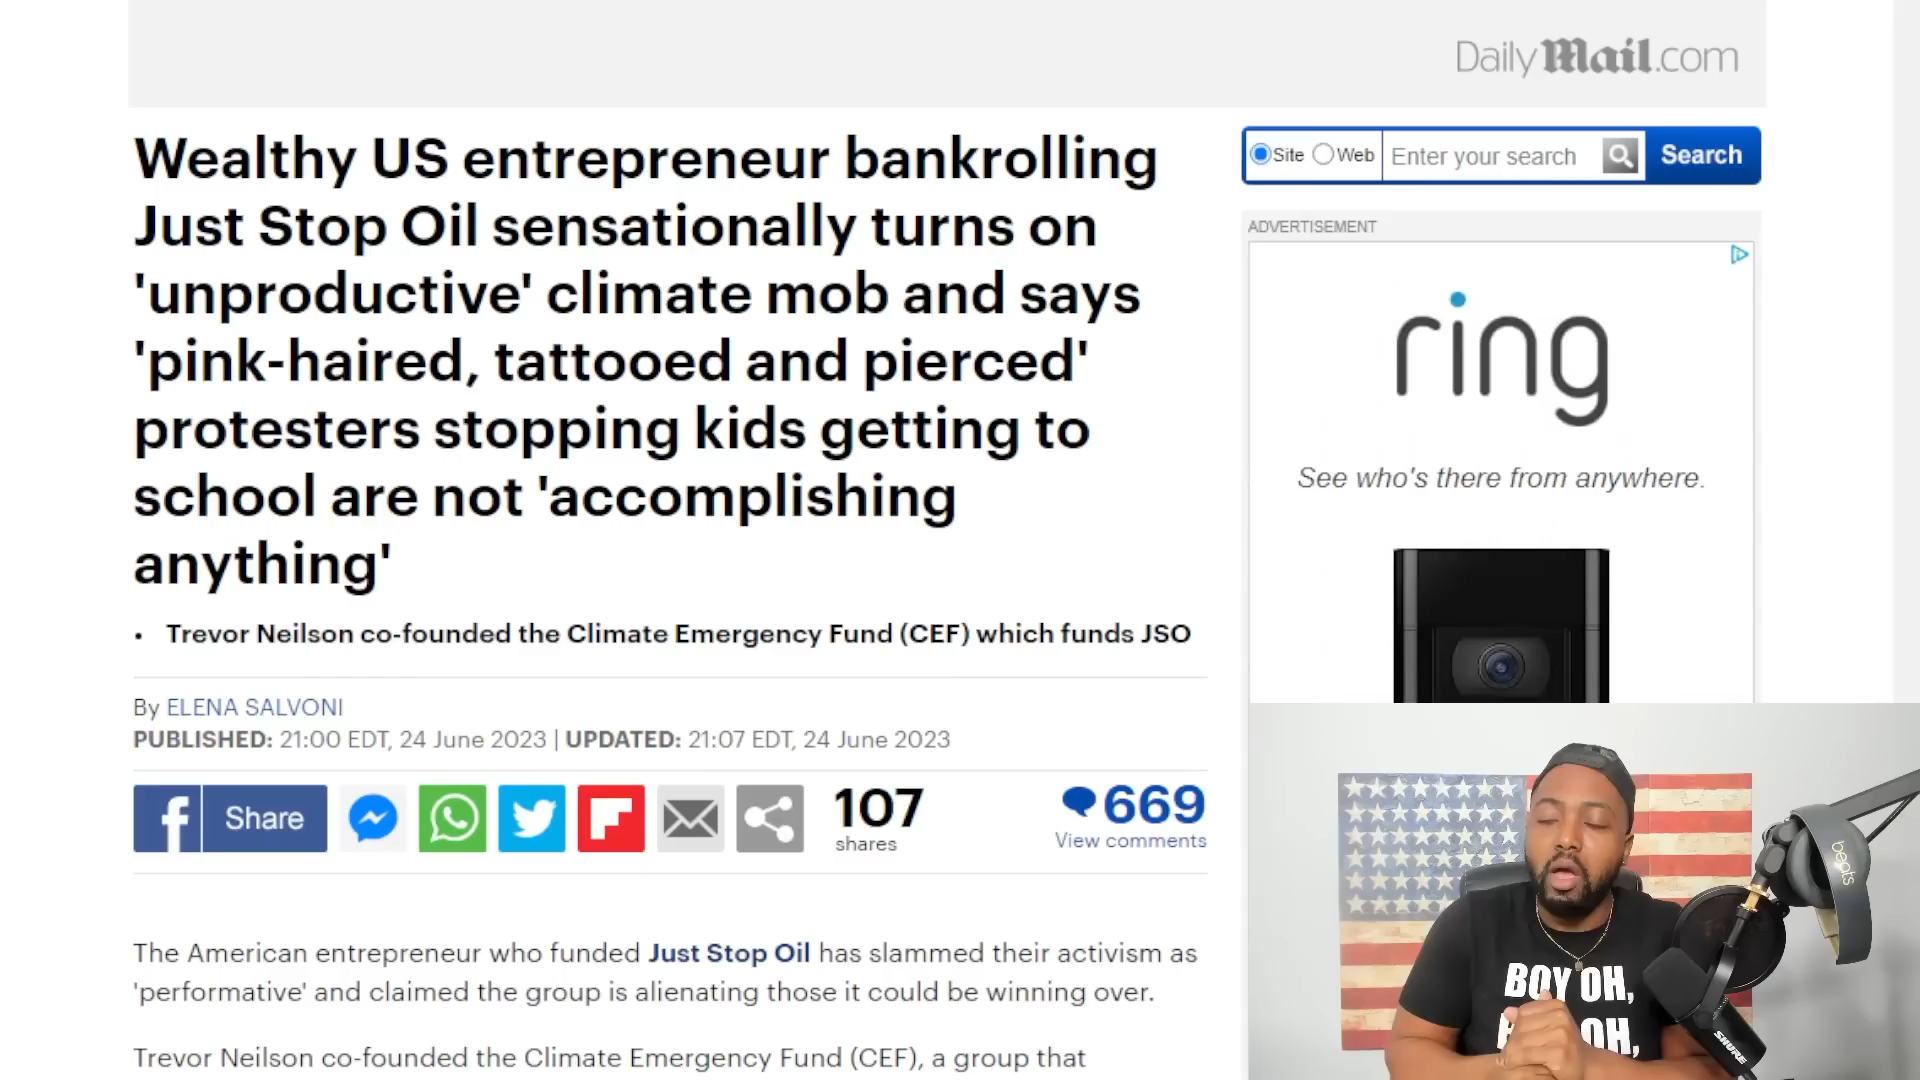 DailyMail.com
Wealthy US entrepreneur bankrolling
Just Stop Oil sensationally turns on
'unproductive' climate mob and says
'pink-haired, tattooed and pierced'
protesters stopping kids getting to
school are not 'accomplishing
anything'
• Trevor Neilson co-founded the Climate Emergency Fund (CEF) which funds JSO
By ELENA SALVONI
PUBLISHED: 21:00 EDT, 24 June 2023 | UPDATED: 21:07 EDT, 24 June 2023
Share
107
shares
669
View comments
The American entrepreneur who funded Just Stop Oil has slammed their activism as
'performative' and claimed the group is alienating those it could be winning over.
Trevor Neilson co-founded the Climate Emergency Fund (CEF), a group that
Site Web Enter your search Search
ADVERTISEMENT
ring
See who's there from anywhere.
BOY OH,
OH,
beats
SHURE